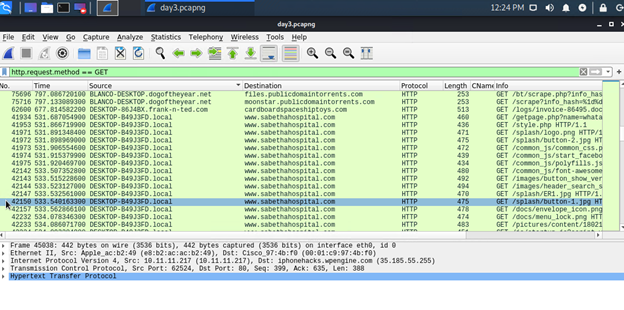 day3.pcapng
12:24 PM
day3.pcapng
File Edit View Go Capture Analyze Statistics Telephony Wireless Tools Help
http.request.method == GET
No. Time Source Destination Protocol Length CName Info
75696 797.086720100 BLANCO-DESKTOP.dogoftheyear.net files.publicdomaintorrents.com HTTP 253 GET /bt/scrape.php?info_has
75716 797.133089300 BLANCO-DESKTOP.dogoftheyear.net moonstar.publicdomaintorrents.com HTTP 253 GET /scrape?info_hash=%1d%d
62600 677.814582200 DESKTOP-86J4BX.frank-n-ted.com cardboardspaceshiptoys.com HTTP 513 GET /logs/invoice-86495.doc
41934 531.687054900 DESKTOP-B49J3FD.local www.sabethahospital.com HTTP 460 GET /getpage.php?name=whata
41953 531.866719900 DESKTOP-B49J3FD.local www.sabethahospital.com HTTP 436 GET /style.php HTTP/1.1
41971 531.891348400 DESKTOP-B49J3FD.local www.sabethahospital.com HTTP 471 GET /splash/logo.png HTTP/1
41972 531.898969000 DESKTOP-B49J3FD.local www.sabethahospital.com HTTP 475 GET /splash/button-2.jpg HT
41973 531.906554600 DESKTOP-B49J3FD.local www.sabethahospital.com HTTP 472 GET /common_js/common_css.p
41974 531.915379900 DESKTOP-B49J3FD.local www.sabethahospital.com HTTP 439 GET /common_js/start_facebo
41975 531.920469700 DESKTOP-B49J3FD.local www.sabethahospital.com HTTP 434 GET /common_js/polyfills.js
42142 533.507352800 DESKTOP-B49J3FD.local www.sabethahospital.com HTTP 480 GET /common_js/font-awesome
42143 533.515228600 DESKTOP-B49J3FD.local www.sabethahospital.com HTTP 492 GET /images/button_show_ver
42144 533.523127000 DESKTOP-B49J3FD.local www.sabethahospital.com HTTP 494 GET /images/header_search_s
42147 533.532561000 DESKTOP-B49J3FD.local www.sabethahospital.com HTTP 470 GET /splash/ER1.jpg HTTP/1
42150 533.540163300 DESKTOP-B49J3FD.local www.sabethahospital.com HTTP 475 GET /splash/button-1.jpg HT
42157 533.562866100 DESKTOP-B49J3FD.local www.sabethahospital.com HTTP 478 GET /docs/envelope_icon.png
42232 534.078346300 DESKTOP-B49J3FD.local www.sabethahospital.com HTTP 474 GET /docs/menu_lock.png HT
42233 534.086071700 DESKTOP-B49J3FD.local www.sabethahospital.com HTTP 483 GET /pictures/content/18021
Frame 45038: 442 bytes on wire (3536 bits), 442 bytes captured (3536 bits) on interface eth0, id 0
Ethernet II, Src: Apple_ac:b2:49 (e8:b2:ac:ac:b2:49), Dst: Cisco_97:4b:f0 (00:01:c9:97:4b:f0)
Internet Protocol Version 4, Src: 10.11.11.217 (10.11.11.217), Dst: iphonehacks.wpengine.com (35.185.55.255)
Transmission Control Protocol, Src Port: 62524, Dst Port: 80, Seq: 399, Ack: 635, Len: 388
Hypertext Transfer Protocol